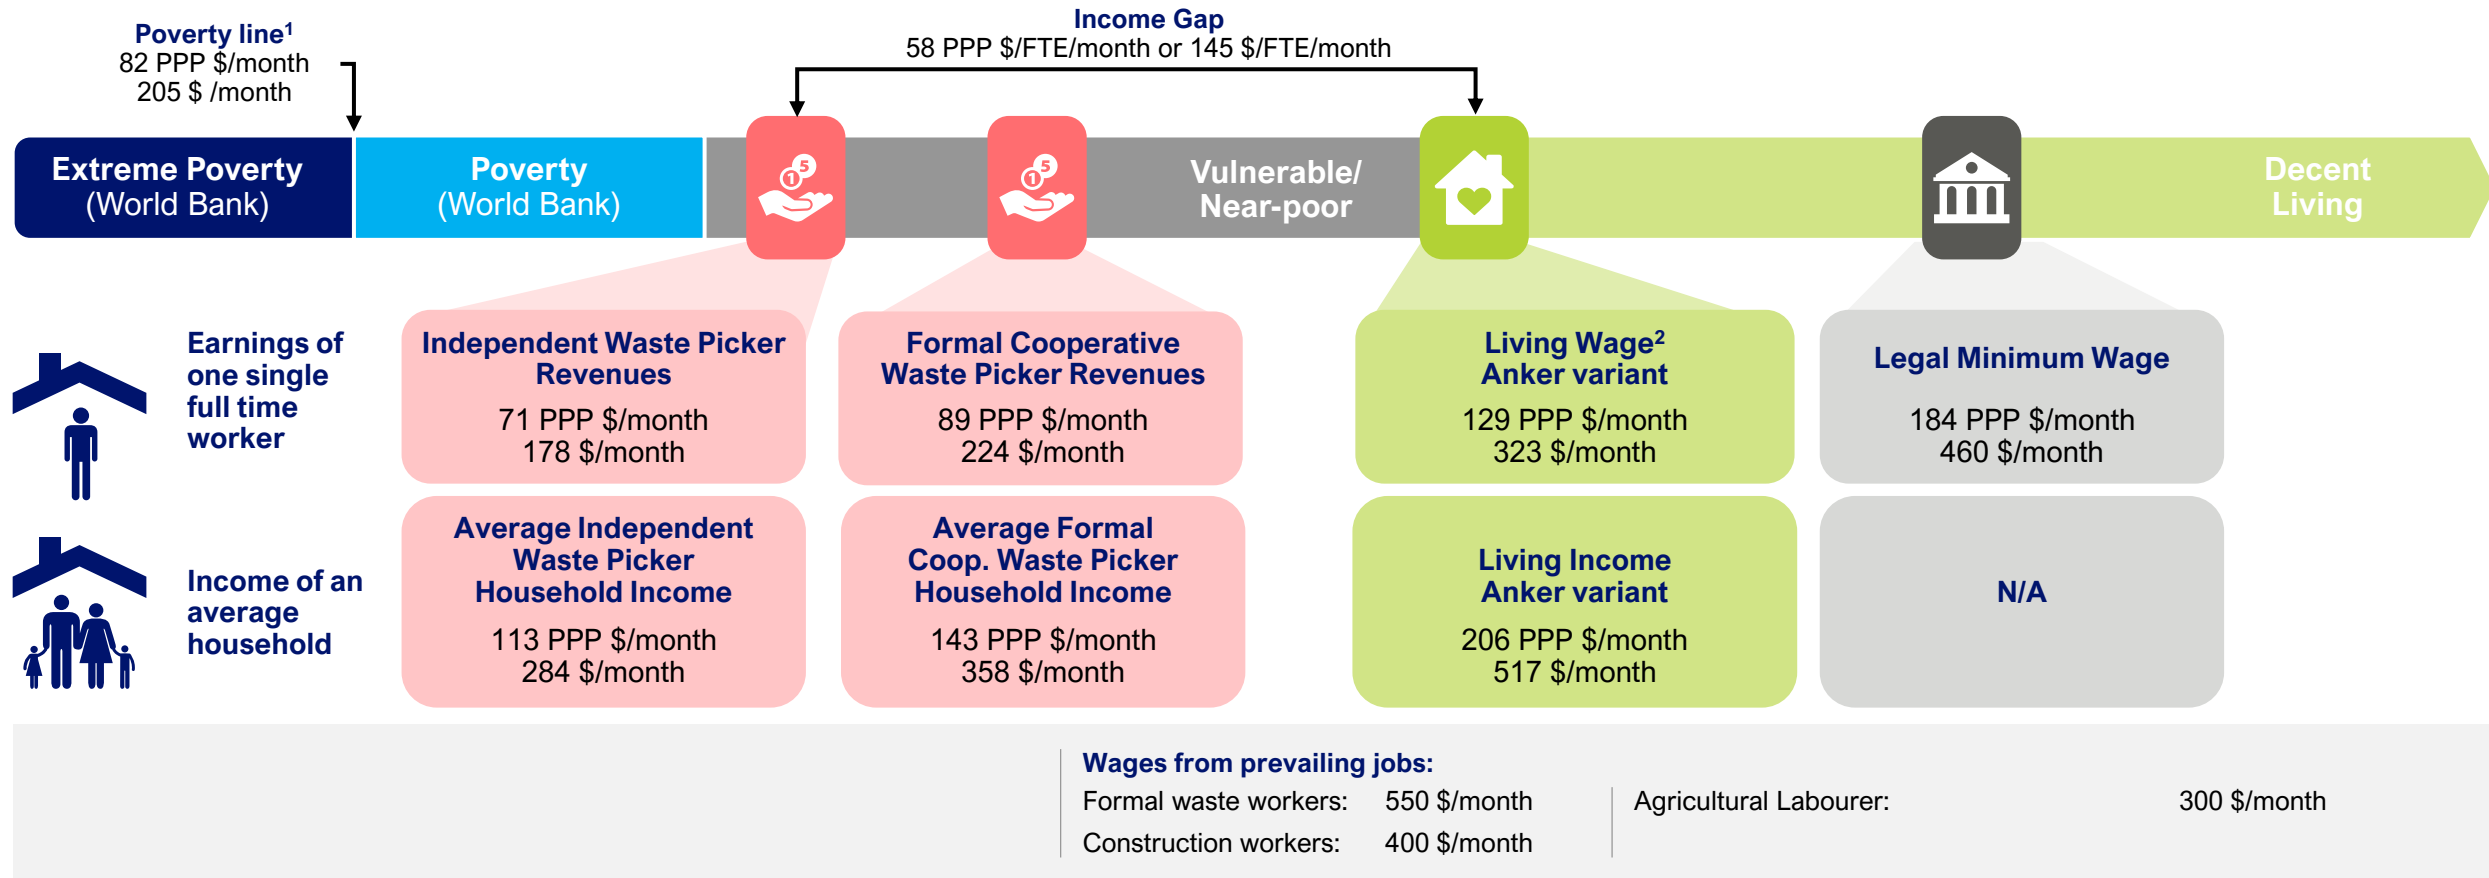 Poverty line¹
82 PPP $/month
205 $ /month
Income Gap
58 PPP $/FTE/month or 145 $/FTE/month
Extreme Poverty
(World Bank)
Poverty
(World Bank)
1 5
1 5
Vulnerable/
Near-poor
Decent
Living
Earnings of
one single
full time
worker
Independent Waste Picker
Revenues
71 PPP $/month
178 $/month
Formal Cooperative
Waste Picker Revenues
89 PPP $/month
224 $/month
Living Wage²
Anker variant
129 PPP $/month
323 $/month
Legal Minimum Wage
184 PPP $/month
460 $/month
Income of an
average
household
Average Independent
Waste Picker
Household Income
113 PPP $/month
284 $/month
Average Formal
Coop. Waste Picker
Household Income
143 PPP $/month
358 $/month
Living Income
Anker variant
206 PPP $/month
517 $/month
N/A
Wages from prevailing jobs:
Formal waste workers: 550 $/month
Construction workers: 400 $/month
Agricultural Labourer: 300 $/month